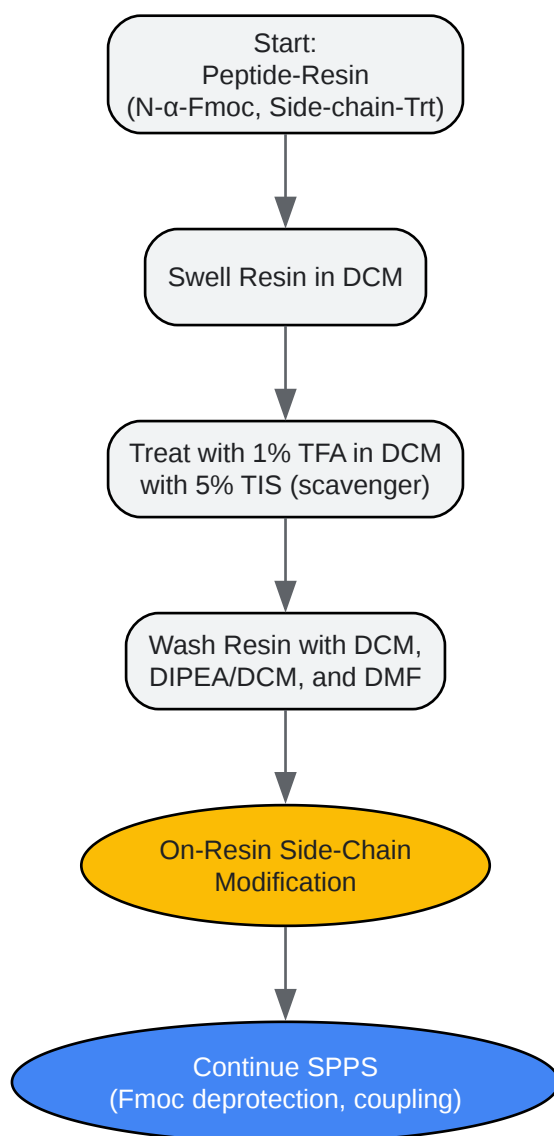 Start:
Peptide-Resin
(N-α-Fmoc, Side-chain-Trt)
Swell Resin in DCM
Treat with 1% TFA in DCM
with 5% TIS (scavenger)
Wash Resin with DCM,
DIPEA/DCM, and DMF
On-Resin Side-Chain
Modification
Continue SPPS
(Fmoc deprotection, coupling)